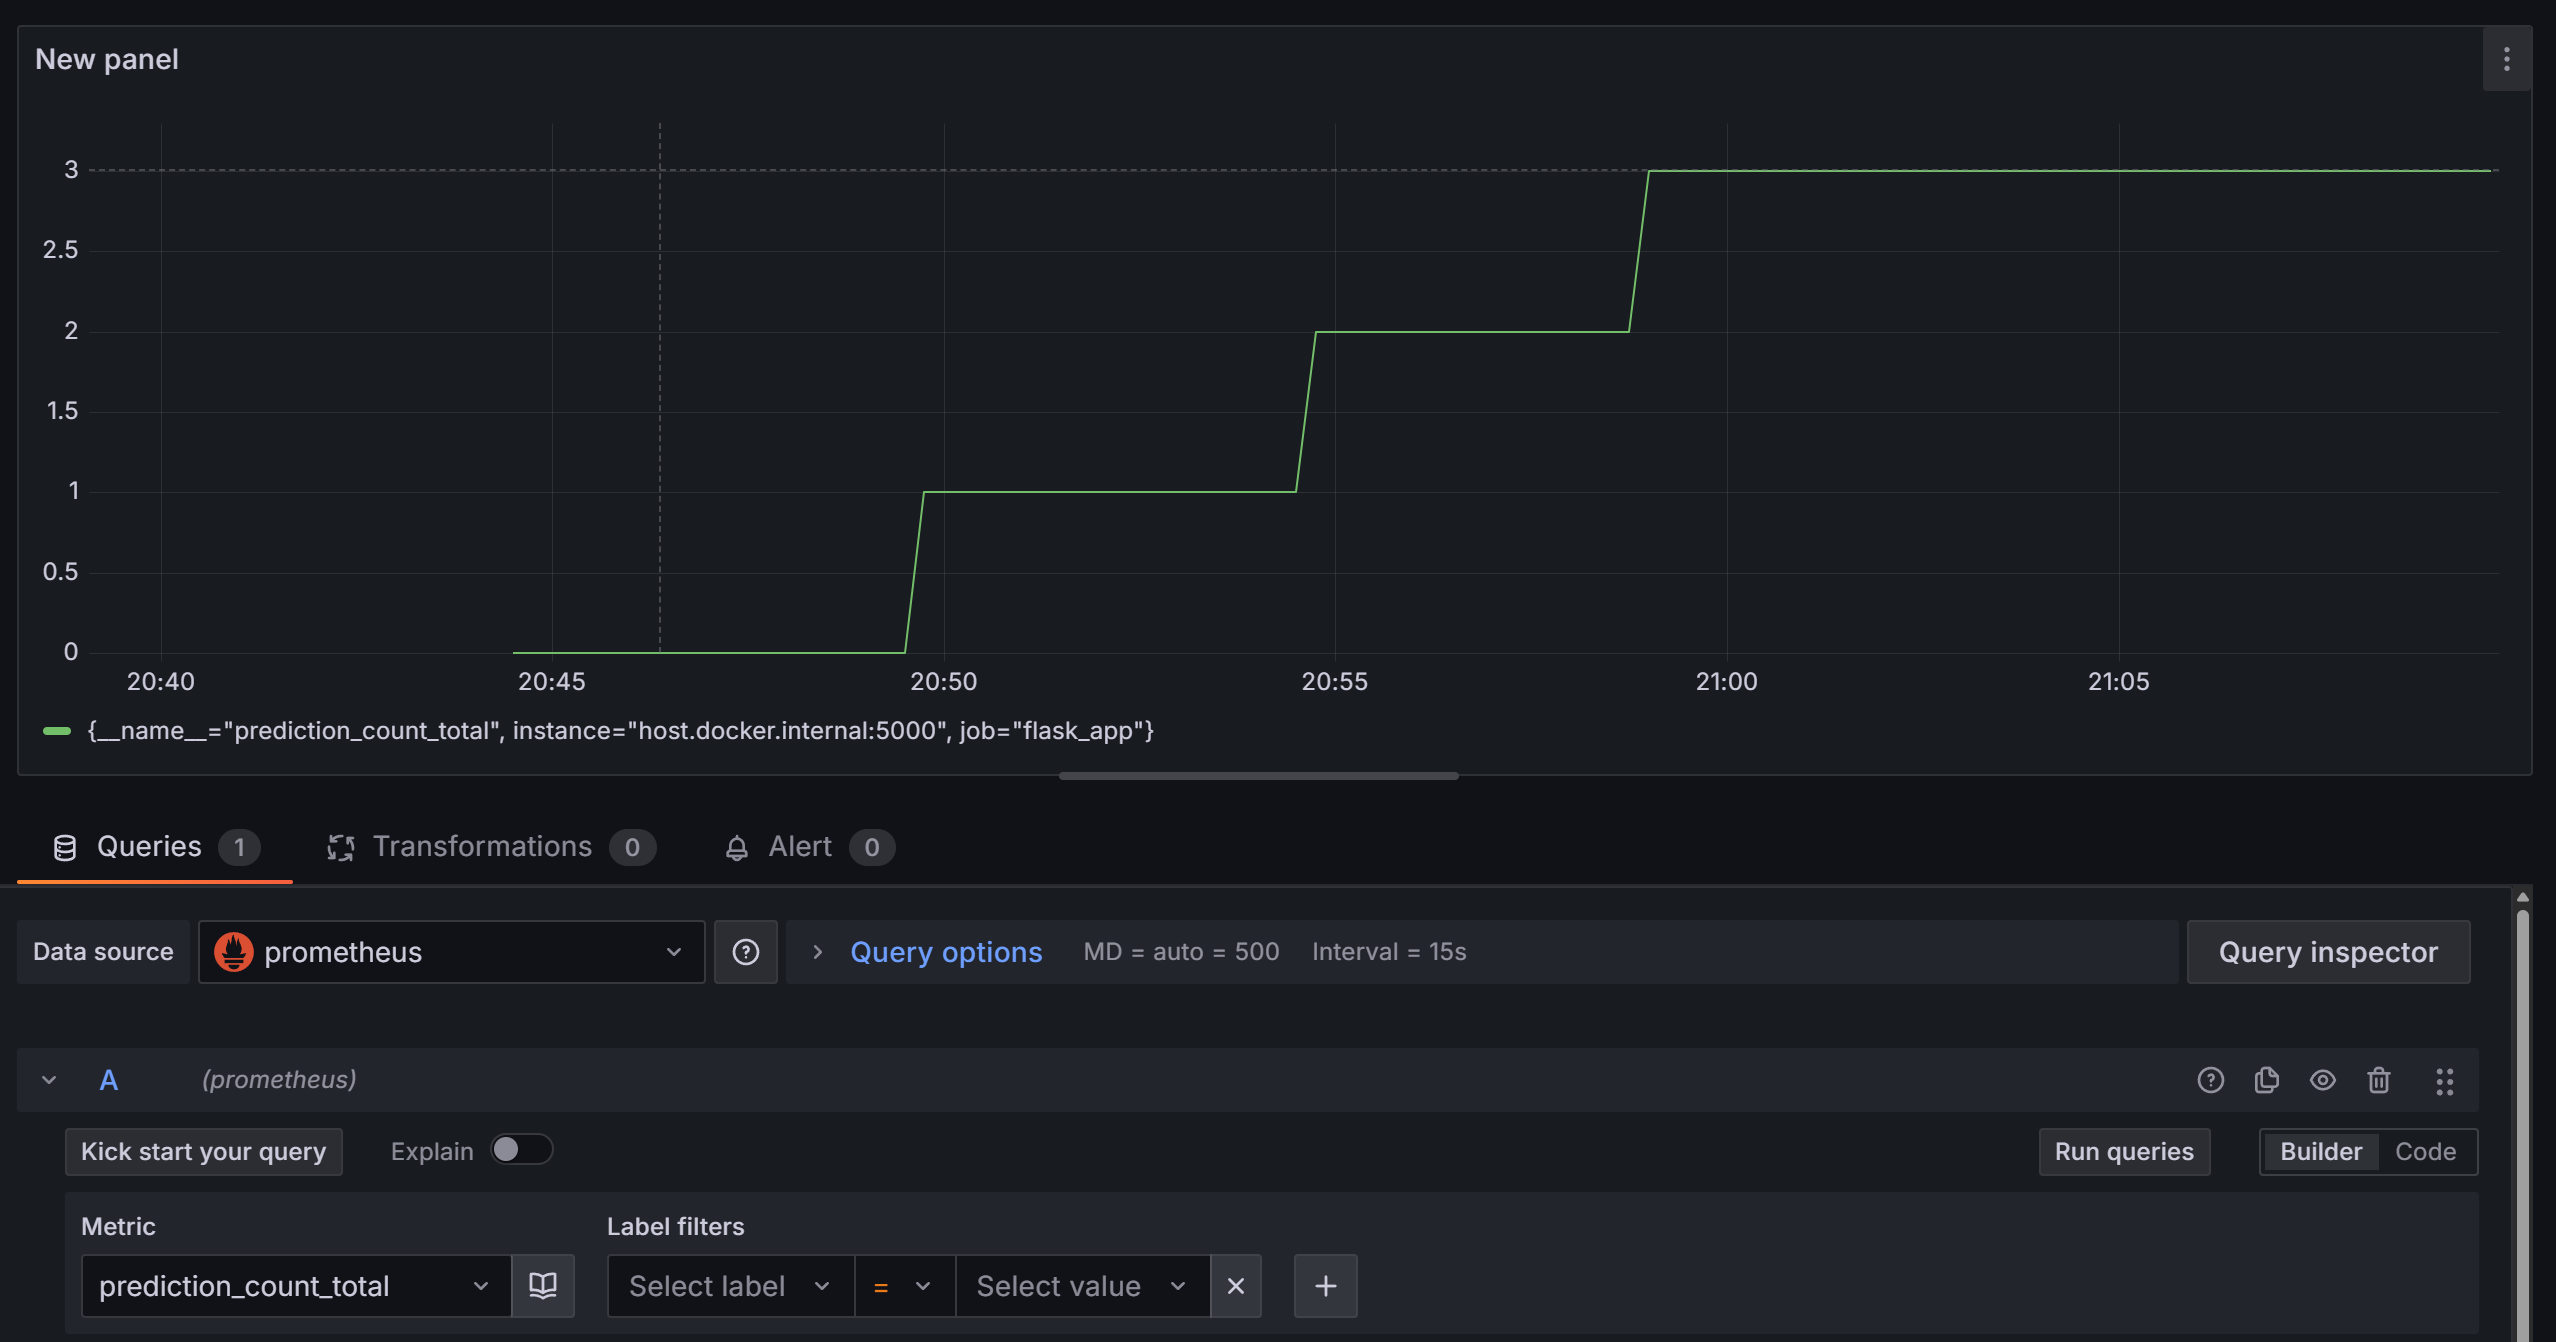 New panel
3
2.5
2
1.5
1
0.5
0
20:40 20:45 20:50 20:55 21:00 21:05
{__name__="prediction_count_total", instance="host.docker.internal:5000", job="flask_app"}
Queries 1 Transformations 0 Alert 0
Data source prometheus Query options MD = auto = 500 Interval = 15s Query inspector
A (prometheus)
Kick start your query Explain Run queries Builder Code
Metric Label filters
prediction_count_total Select label = Select value